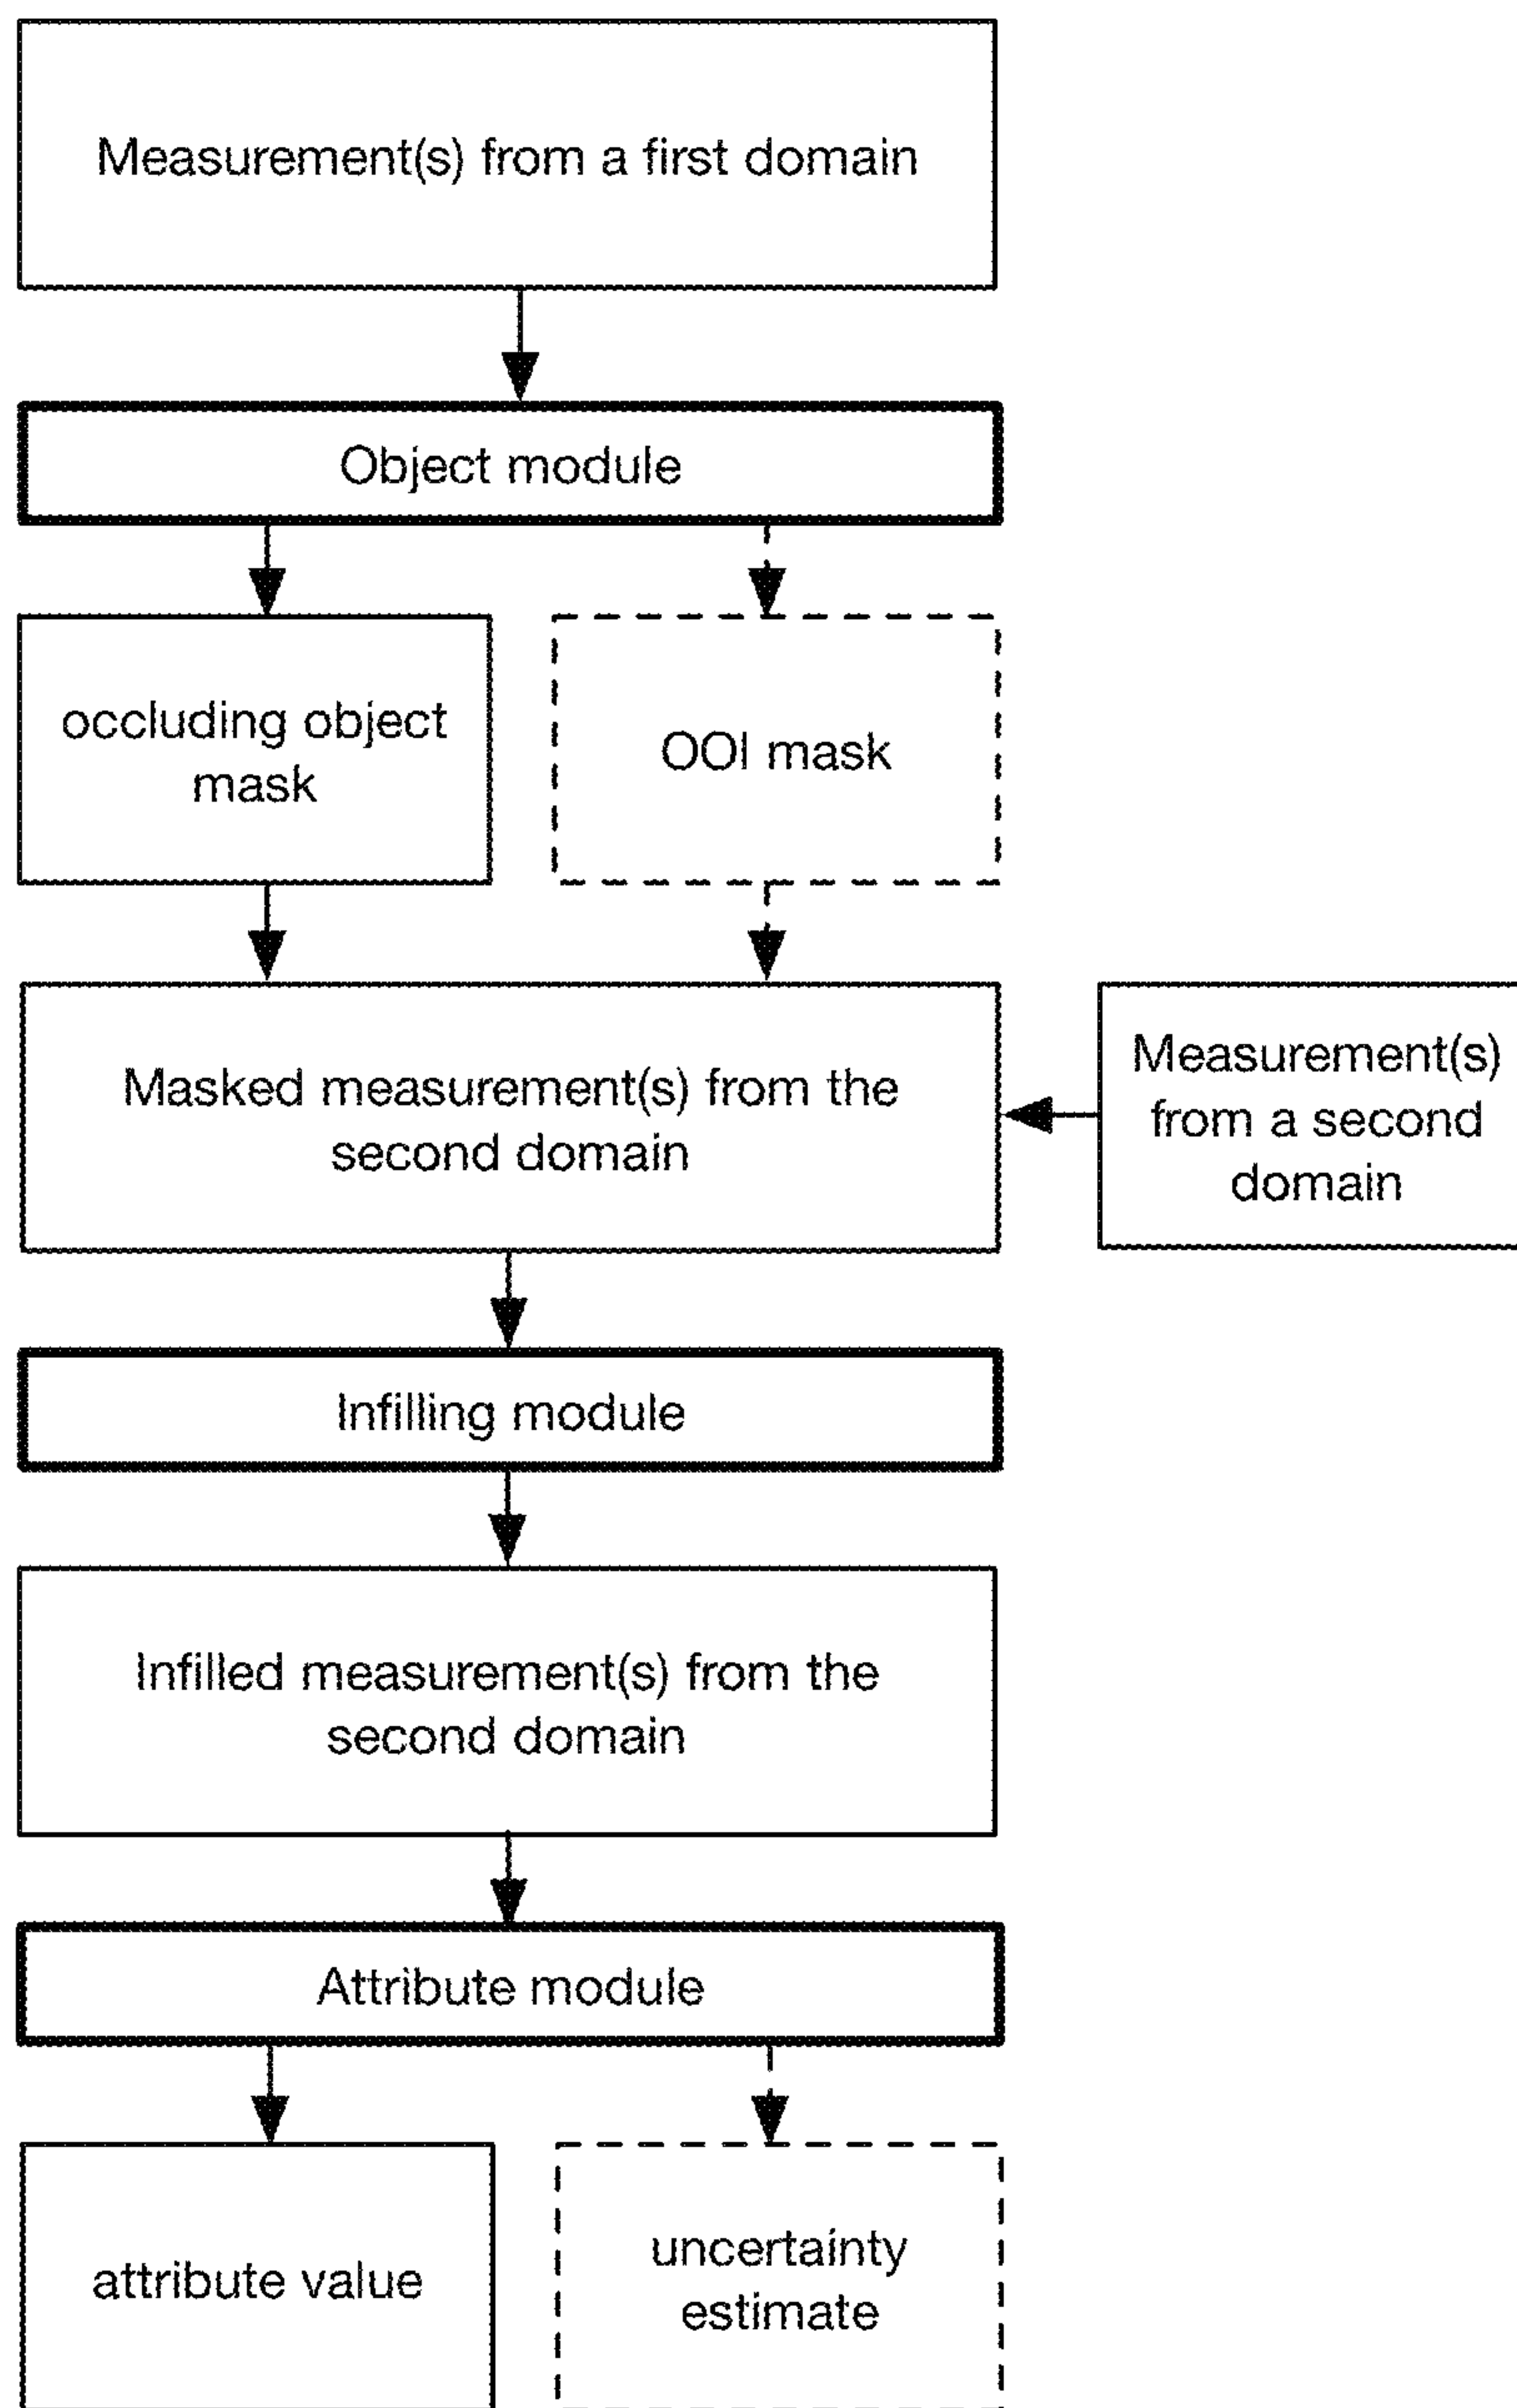 Measurement(s) from a first domain
Object module
occluding object
mask
OOI mask
Masked measurement(s) from the
second domain
Measurement(s)
from a second
domain
Infilling module
Infilled measurement(s) from the
second domain
Attribute module
attribute value
uncertainty
estimate